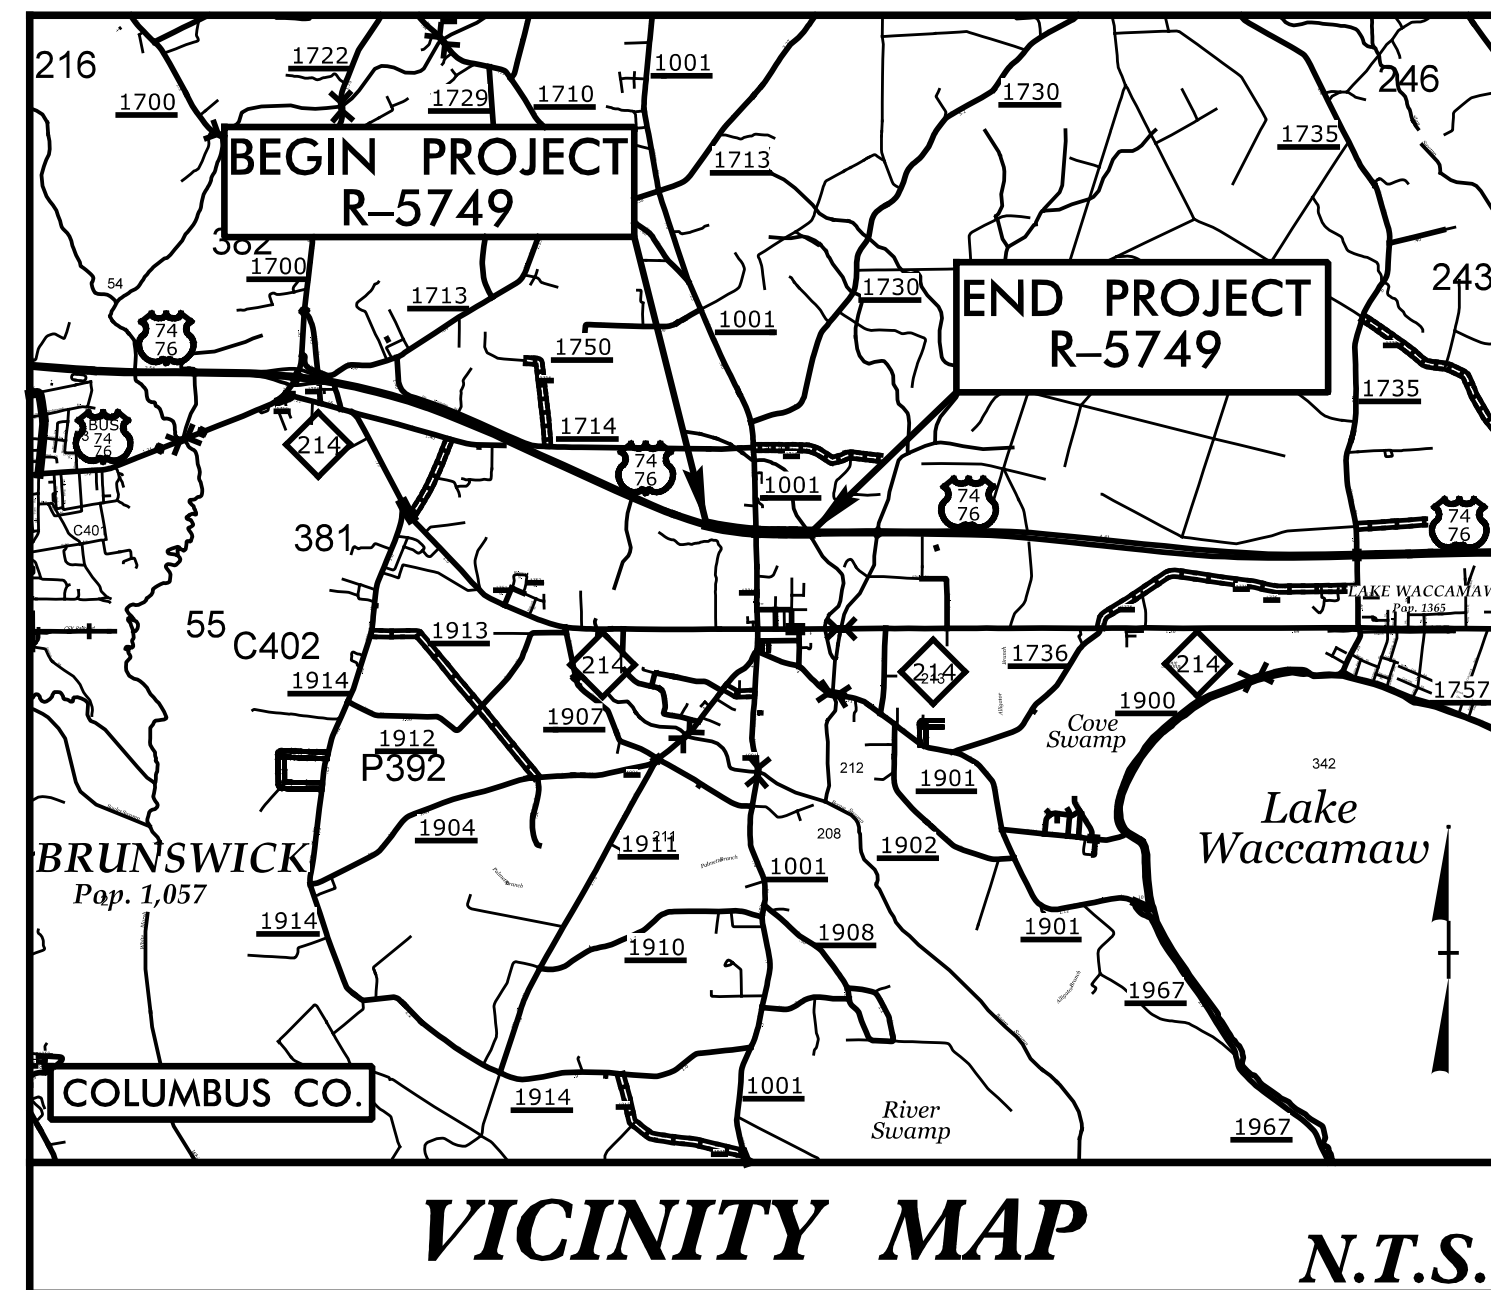 216
1722
1001
1730
246
1700
1729
1710
1735
BEGIN PROJECT
R–5749
1713
382
1700
54
1713
1730
243
END PROJECT
R–5749
1001
74
76
1750
1735
BUS
74
76
214
1714
74
76
1001
74
76
74
76
C401
381
LAKE WACCAMAW
Pop. 1365
55
C402
1913
214
214
1736
214
1914
1900
1757
1907
Cove
Swamp
1912
P392
212
342
1901
Lake
Waccamaw
1904
1911
211
208
1902
BRUNSWICK
Pop. 1,057
1001
1914
1910
1908
1901
1967
COLUMBUS CO.
1914
1001
River
Swamp
1967
VICINITY MAP
N.T.S.